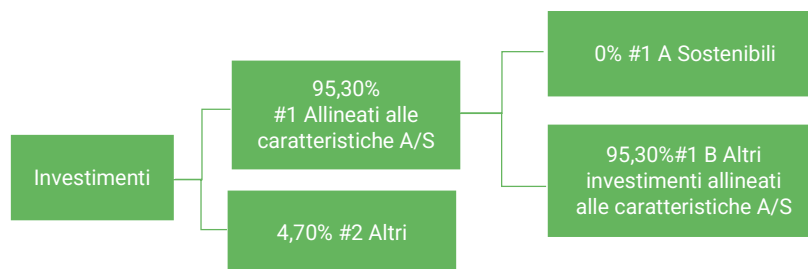 Investimenti
95,30%
#1 Allineati alle
caratteristiche A/S
4,70% #2 Altri
0% #1 A Sostenibili
95,30%#1 B Altri
investimenti allineati
alle caratteristiche A/S